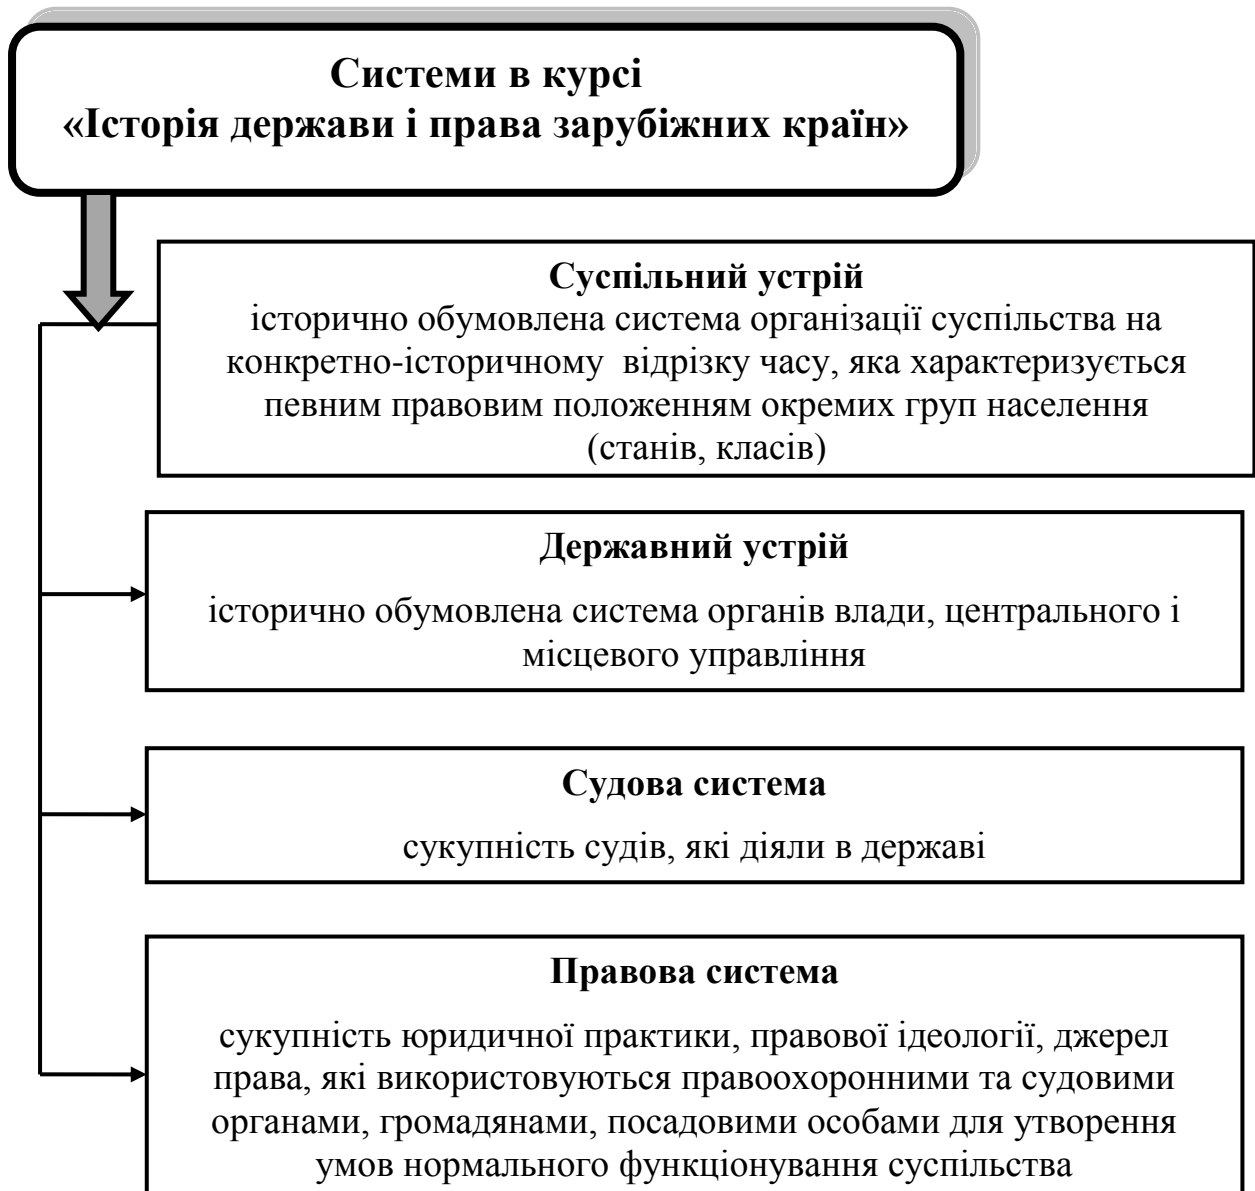 Системи в курсі
«Історія держави і права зарубіжних країн»
Суспільний устрій
історично обумовлена система організації суспільства на
конкретно-історичному відрізку часу, яка характеризується
певним правовим положенням окремих груп населення
(станів, класів)
Державний устрій
історично обумовлена система органів влади, центрального і
місцевого управління
Судова система
сукупність судів, які діяли в державі
Правова система
сукупність юридичної практики, правової ідеології, джерел
права, які використовуються правоохоронними та судовими
органами, громадянами, посадовими особами для утворення
умов нормального функціонування суспільства